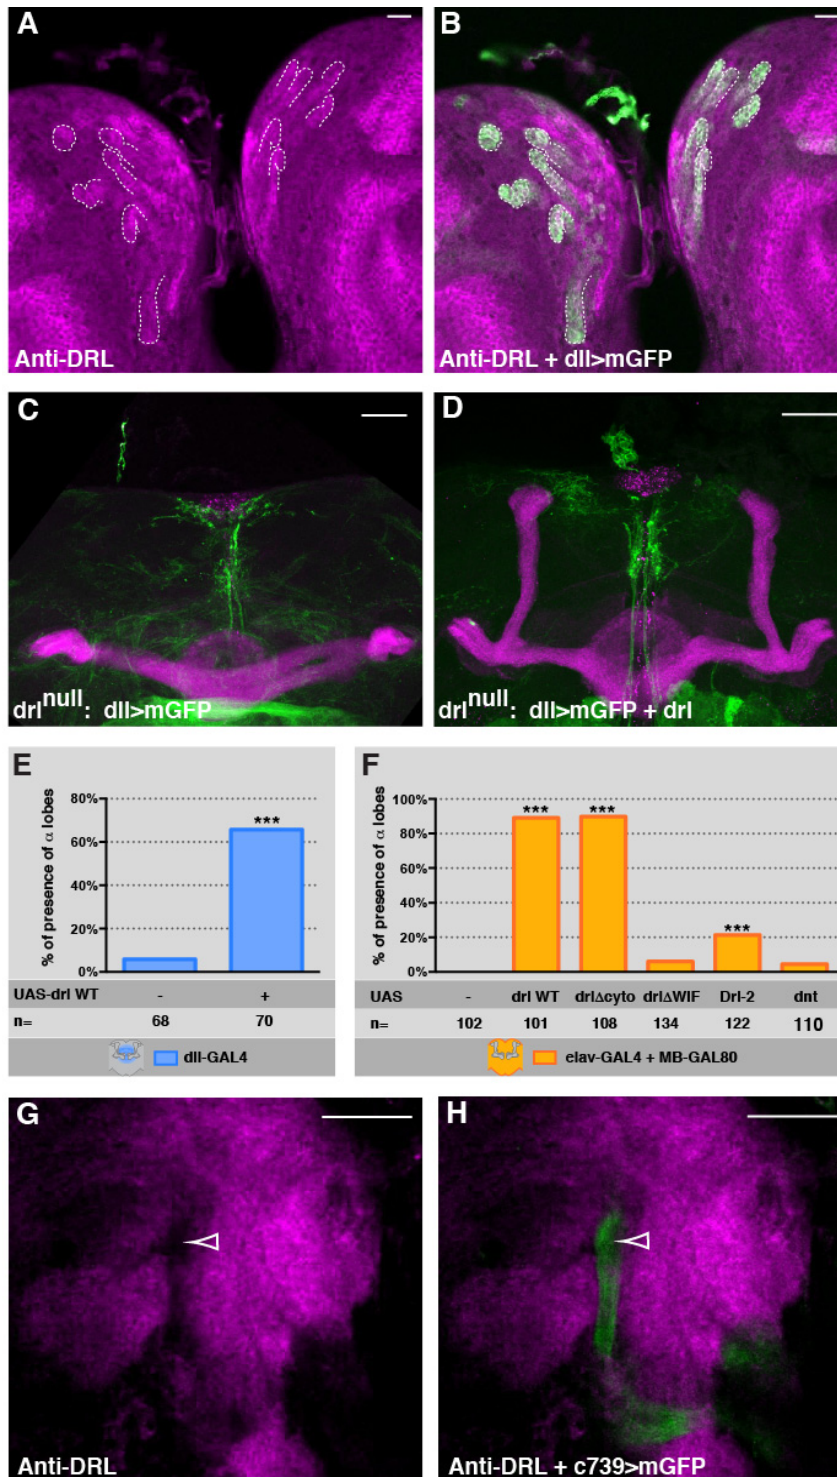 A
B
Anti-DRL
Anti-DRL + dll>mGFP
C
D
drl^null: dll>mGFP
drl^null: dll>mGFP + drl
E
% of presence of α lobes
80%
60%
40%
20%
0%
***
UAS-drl WT - +
n= 68 70
dll-GAL4
F
% of presence of α lobes
100%
80%
60%
40%
20%
0%
*** *** ***
UAS - drl WT drlΔcyto drlΔWIF Drl-2 dnt
n= 102 101 108 134 122 110
elav-GAL4 + MB-GAL80
G
H
Anti-DRL
Anti-DRL + c739>mGFP